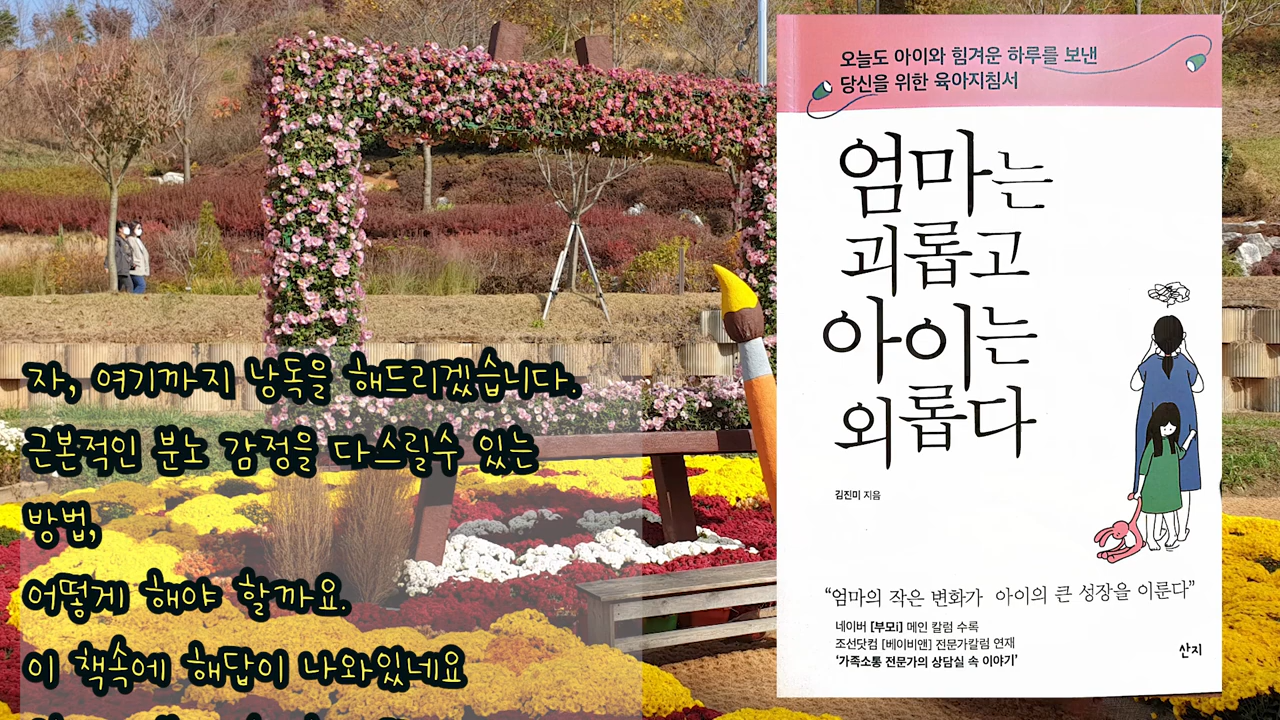 자, 여기까지 낭독을 해드리겠습니다.
근본적인 분노 감정을 다스릴수 있는
방법,
어떻게 해야 할까요.
이 책속에 해답이 나와있네요
오늘도 아이와 힘겨운 하루를 보낸
당신을 위한 육아지침서
엄마는
괴롭고
아이는
외롭다
김진미 지음
“엄마의 작은 변화가 아이의 큰 성장을 이룬다”
네이버 [부모i] 메인 칼럼 수록
조선닷컴 [베이비앤] 전문가칼럼 연재
‘가족소통 전문가의 상담실 속 이야기’
산지